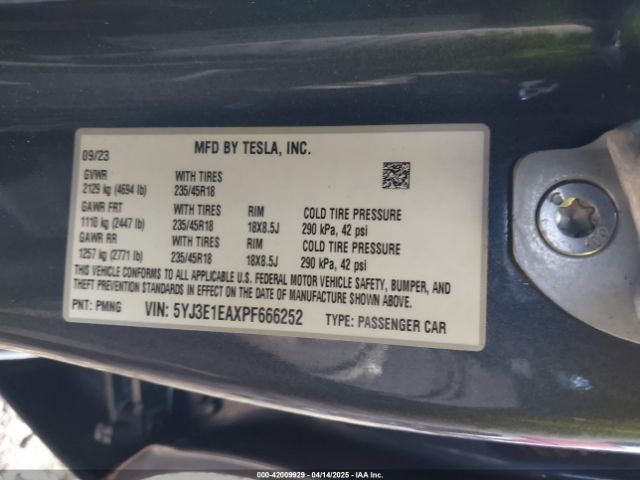 MFD BY TESLA, INC.
09/23
GVWR WITH TIRES
2129 kg (4694 lb) 235/45R18
GAWR FRT WITH TIRES RIM COLD TIRE PRESSURE
1110 kg (2447 lb) 235/45R18 18X8.5J 290 kPa, 42 psi
GAWR RR WITH TIRES RIM COLD TIRE PRESSURE
1257 kg (2771 lb) 235/45R18 18X8.5J 290 kPa, 42 psi
THIS VEHICLE CONFORMS TO ALL APPLICABLE U.S. FEDERAL MOTOR VEHICLE SAFETY, BUMPER, AND
THEFT PREVENTION STANDARDS IN EFFECT ON THE DATE OF MANUFACTURE SHOWN ABOVE.
PNT: PMNG VIN: 5YJ3E1EAXPF666252 TYPE: PASSENGER CAR
000-42009929 - 04/14/2025 - IAA Inc.